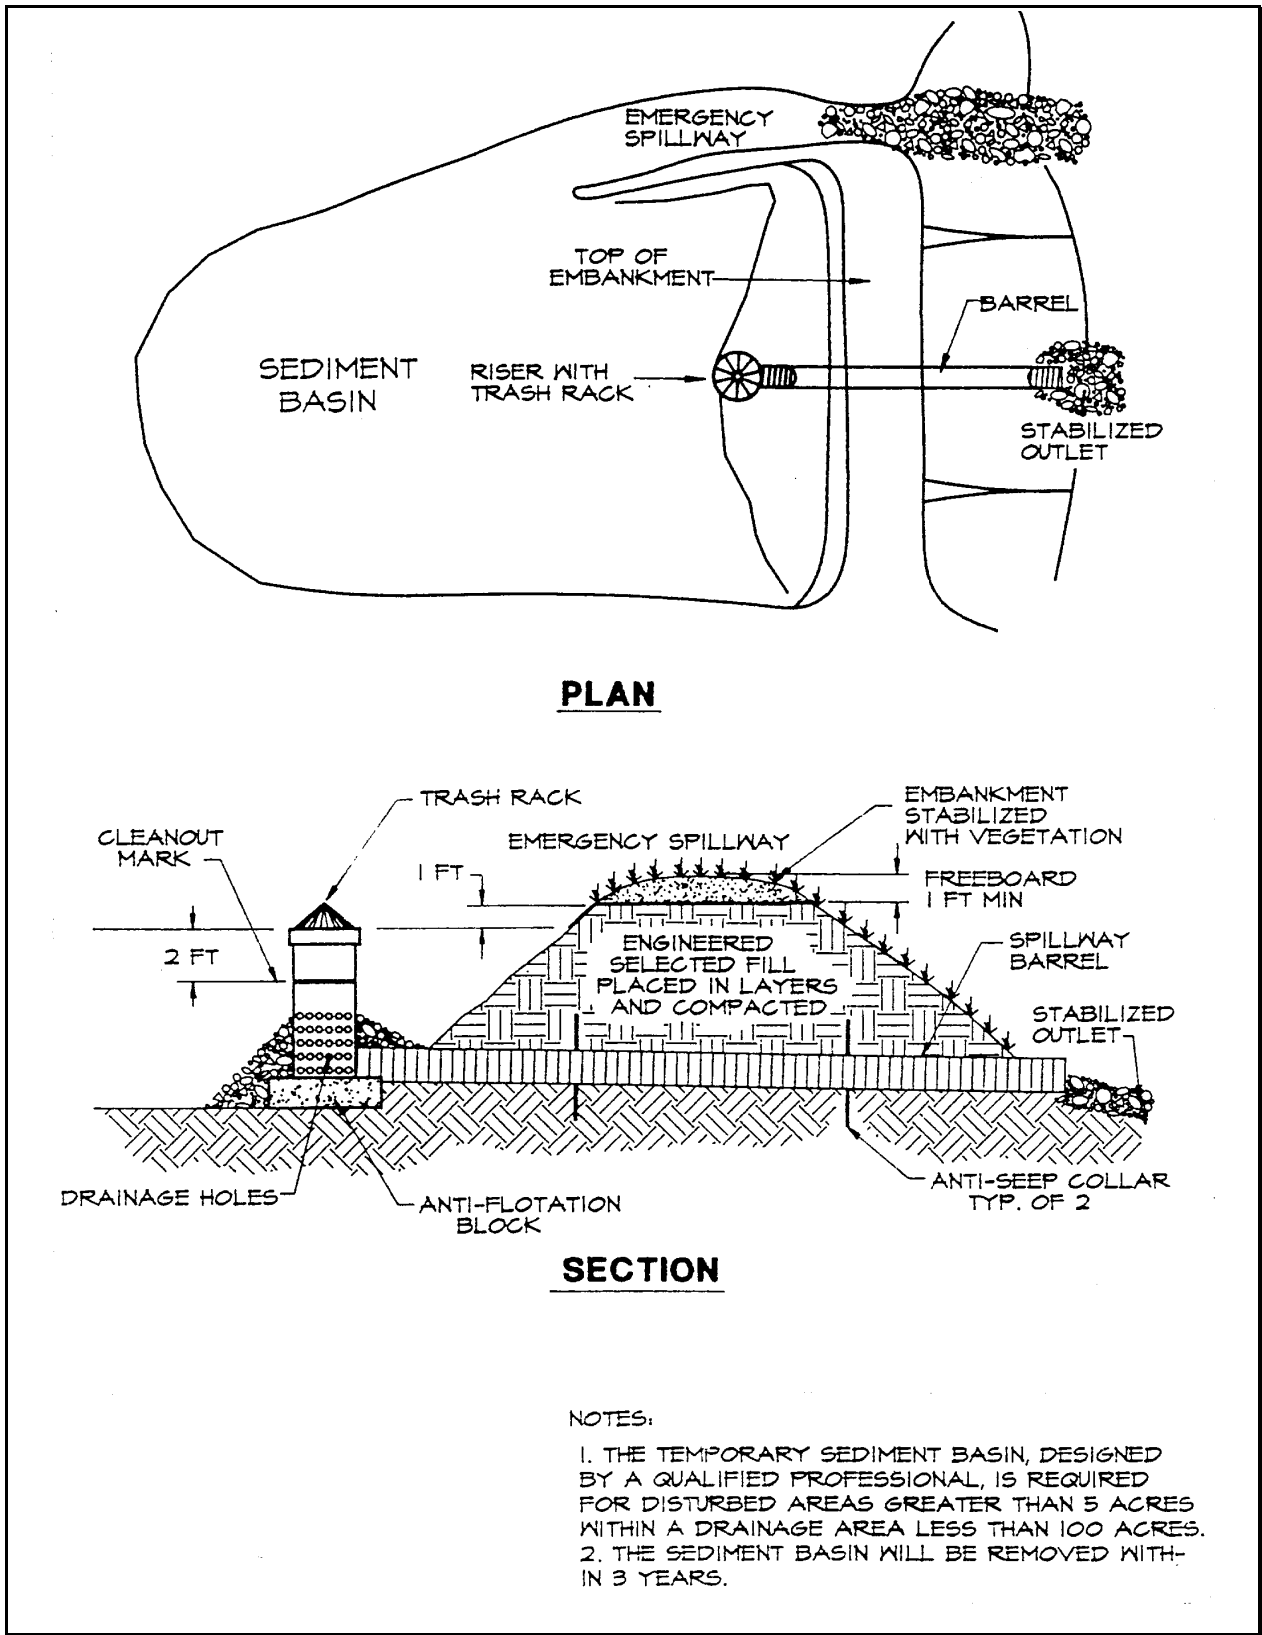 EMERGENCY
SPILLWAY
TOP OF
EMBANKMENT
BARREL
SEDIMENT
BASIN
RISER WITH
TRASH RACK
STABILIZED
OUTLET
PLAN
TRASH RACK
EMBANKMENT
STABILIZED
WITH VEGETATION
CLEANOUT
MARK
EMERGENCY SPILLWAY
1 FT
FREEBOARD
1 FT MIN
2 FT
ENGINEERED
SELECTED FILL
PLACED IN LAYERS
AND COMPACTED
SPILLWAY
BARREL
STABILIZED
OUTLET
DRAINAGE HOLES
ANTI-FLOTATION
BLOCK
ANTI-SEEP COLLAR
TYP. OF 2
SECTION
NOTES:
1. THE TEMPORARY SEDIMENT BASIN, DESIGNED
BY A QUALIFIED PROFESSIONAL, IS REQUIRED
FOR DISTURBED AREAS GREATER THAN 5 ACRES
WITHIN A DRAINAGE AREA LESS THAN 100 ACRES.
2. THE SEDIMENT BASIN WILL BE REMOVED WITH-
IN 3 YEARS.